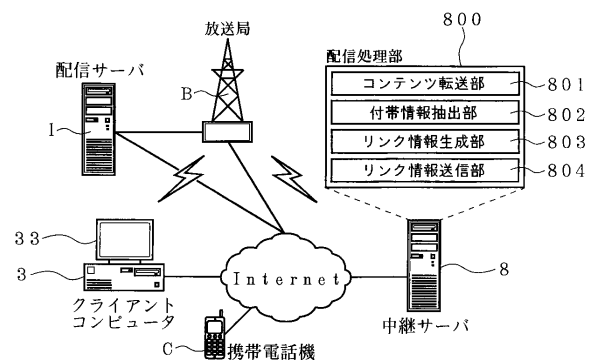 放送局
800
配信処理部
配信サーバ
コンテンツ転送部
801
B
付帯情報抽出部
802
1
リンク情報生成部
803
リンク情報送信部
804
33
3
Internet
8
クライアント
コンピュータ
中継サーバ
C
携帯電話機